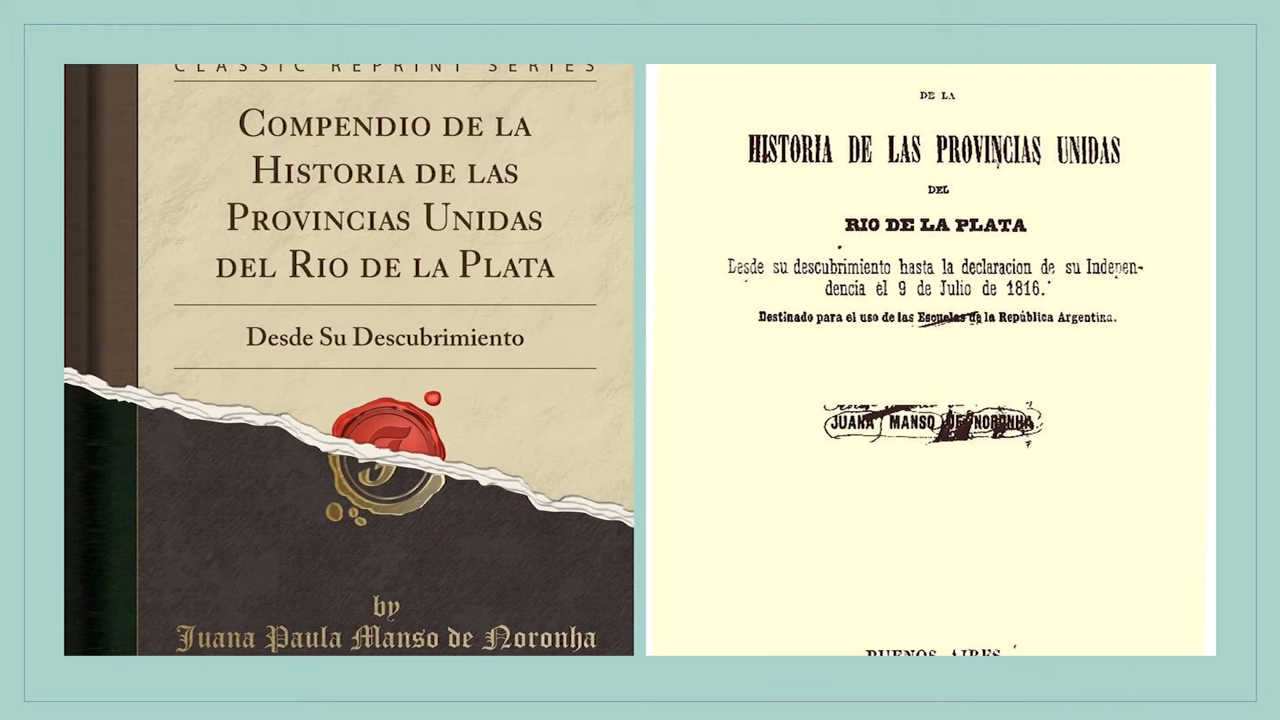 CLASSIC REPRINT SERIES
COMPENDIO DE LA
HISTORIA DE LAS
PROVINCIAS UNIDAS
DEL RIO DE LA PLATA
Desde Su Descubrimiento
by
Juana Paula Manso de Noronha
DE LA
HISTORIA DE LAS PROVINCIAS UNIDAS
DEL
RIO DE LA PLATA
Desde su descubrimiento hasta la declaracion de su Indepen-
dencia el 9 de Julio de 1816.
Destinado para el uso de las Escuelas de la República Argentina.
JUANA MANSO DE NORONHA
BUENOS AIRES